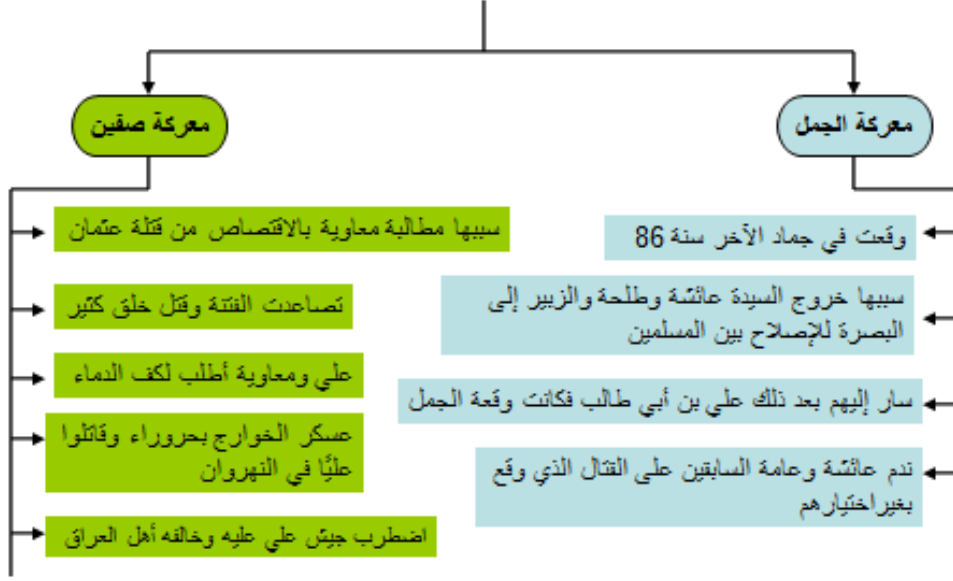 معركة الجمل
وقعت في جماد الآخر سنة 86
سببها خروج السيدة عائشة وطلحة والزبير إلى
البصرة للإصلاح بين المسلمين
سار إليهم بعد ذلك علي بن أبي طالب فكانت وقعة الجمل
ندم عائشة وعامة السابقين على القتال الذي وقع
بغيراختيارهم
معركة صفين
سببها مطالبة معاوية بالاقتصاص من قتلة عثمان
تصاعدت الفتنة وقتل خلق كثير
علي ومعاوية أطلب لكف الدماء
عسكر الخوارج بحروراء وقاتلوا
عليًا في النهروان
اضطرب جيش علي عليه وخالفه أهل العراق